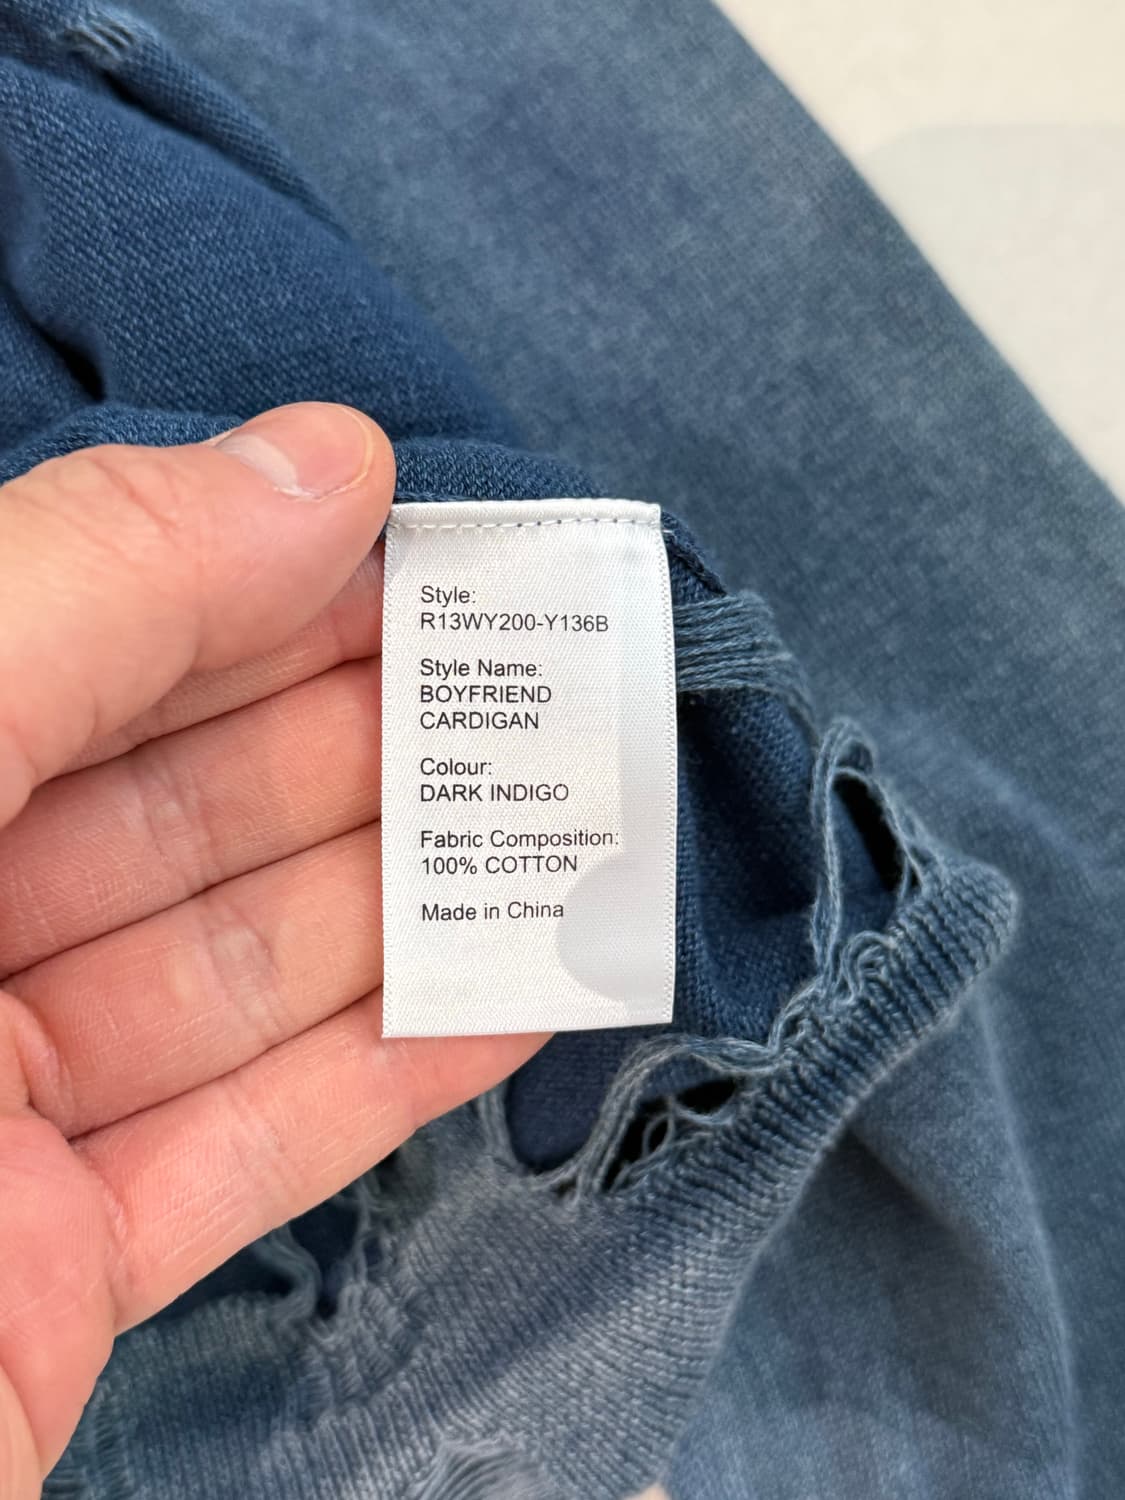 Style:
R13WY200-Y136B
Style Name:
BOYFRIEND
CARDIGAN
Colour:
DARK INDIGO
Fabric Composition:
100% COTTON
Made in China